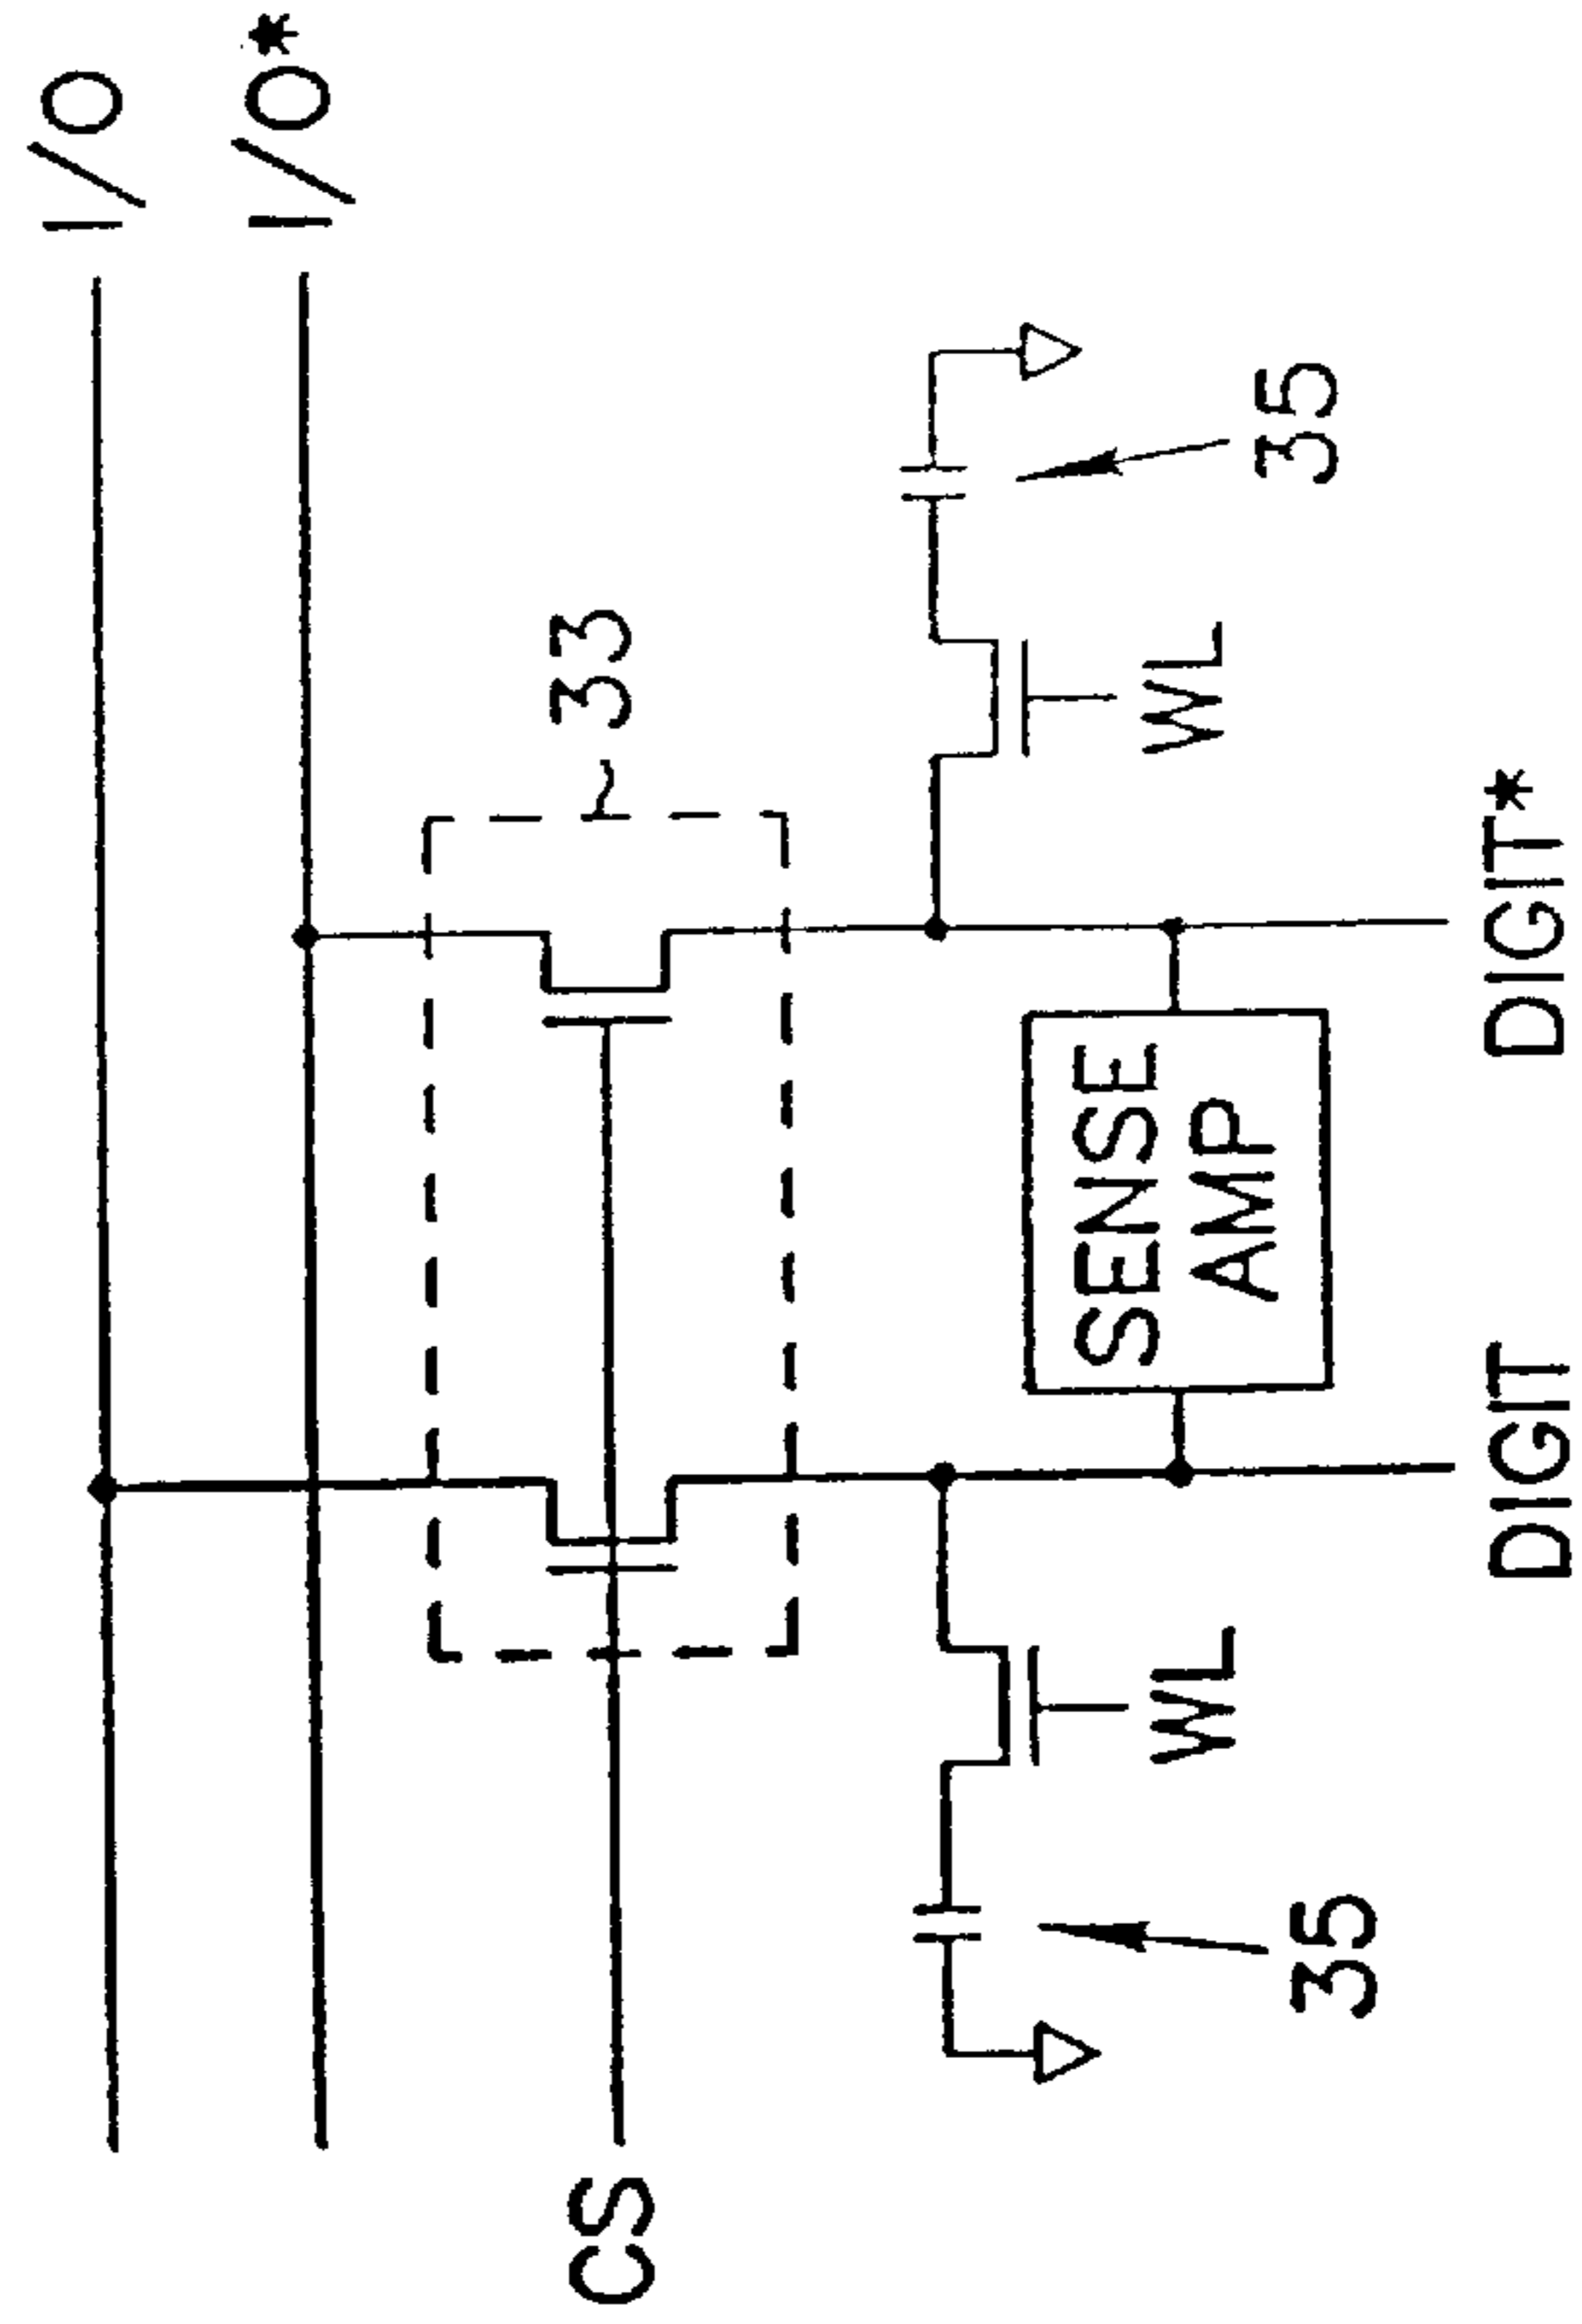 I/O
I/O*
33
CS
35
WL
WL
35
SENSE
AMP
DIGIT
DIGIT*